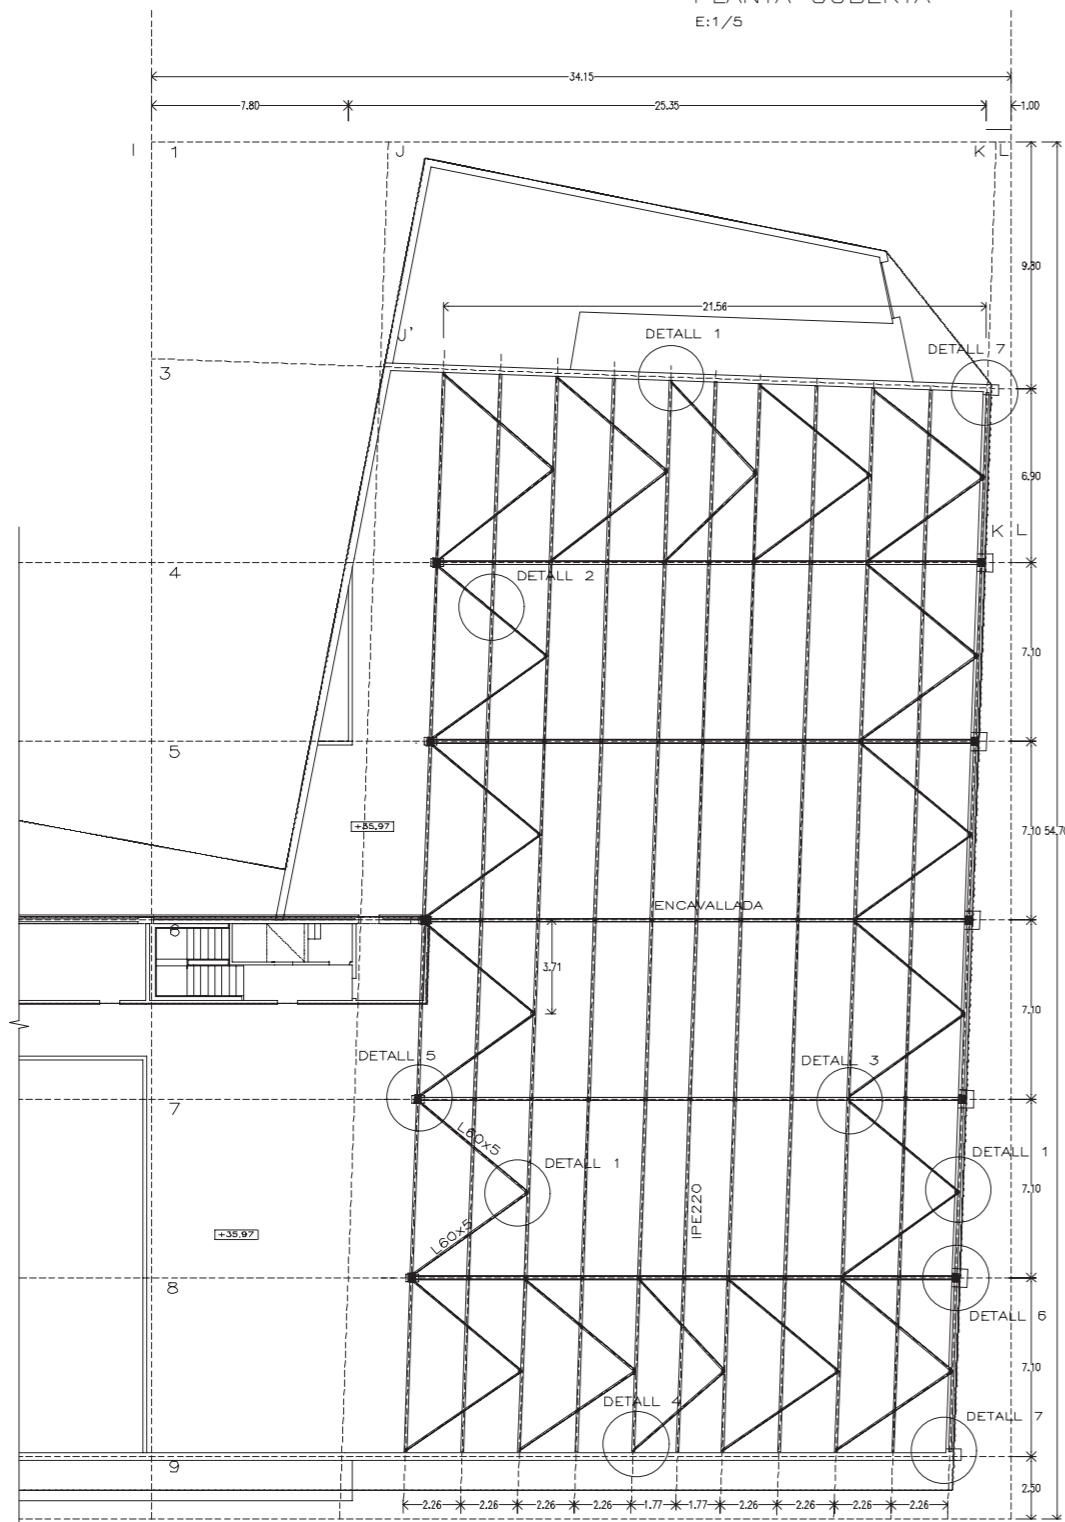 E:1/5
34.15
7.80
25.35
1.00
I
1
J
K L
9.80
21.56
J'
DETALL 1
DETALL 7
3
6.90
K L
4
DETALL 2
7.10
5
+35,97
7.10
54.70
ENCAVALLADA
6
3.71
7.10
DETALL 5
DETALL 3
7
L60x5
DETALL 1
DETALL 1
7.10
IPE220
L60x5
+35,97
8
DETALL 6
7.10
DETALL 4
DETALL 7
9
2.50
2.26 2.26 2.26 2.26 1.77 1.77 2.26 2.26 2.26 2.26